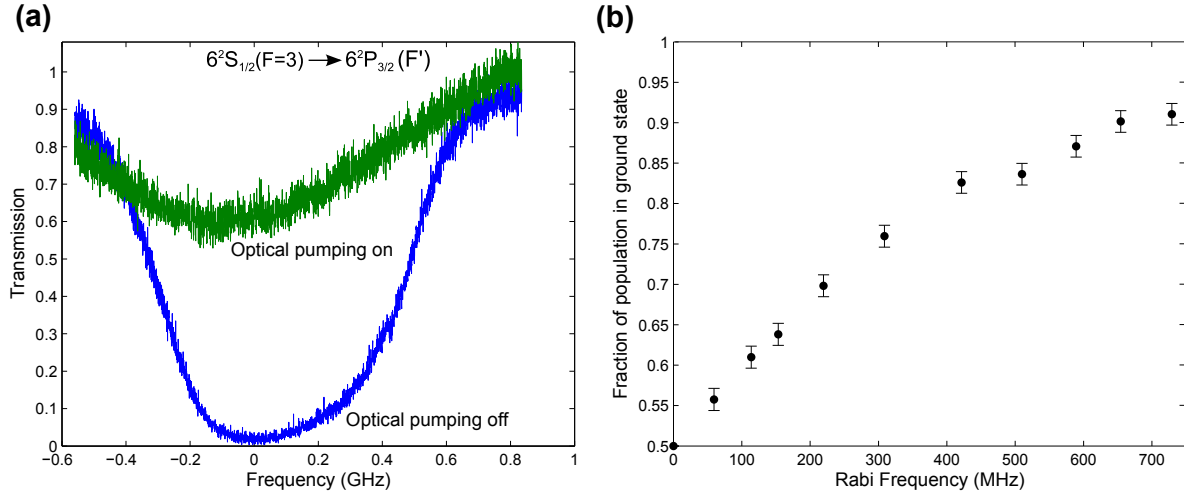 (a)
6²S₁/₂(F=3) → 6²P₃/₂(F')
1
0.9
0.8
0.7
0.6
0.5
0.4
0.3
0.2
0.1
0
Transmission
Optical pumping on
Optical pumping off
−0.6 −0.4 −0.2 0 0.2 0.4 0.6 0.8 1
Frequency (GHz)
(b)
1
0.95
0.9
0.85
0.8
0.75
0.7
0.65
0.6
0.55
0.5
Fraction of population in ground state
0 100 200 300 400 500 600 700
Rabi Frequency (MHz)